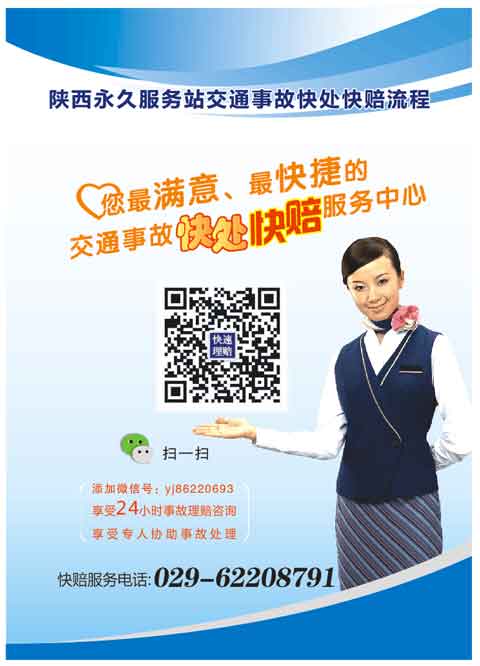 陕西永久服务站交通事故快处快赔流程
您最满意、最快捷的
交通事故快处快赔服务中心
快速
理赔
扫一扫
添加微信号：yj86220693
享受24小时事故理赔咨询
享受专人协助事故处理
快赔服务电话:029-62208791